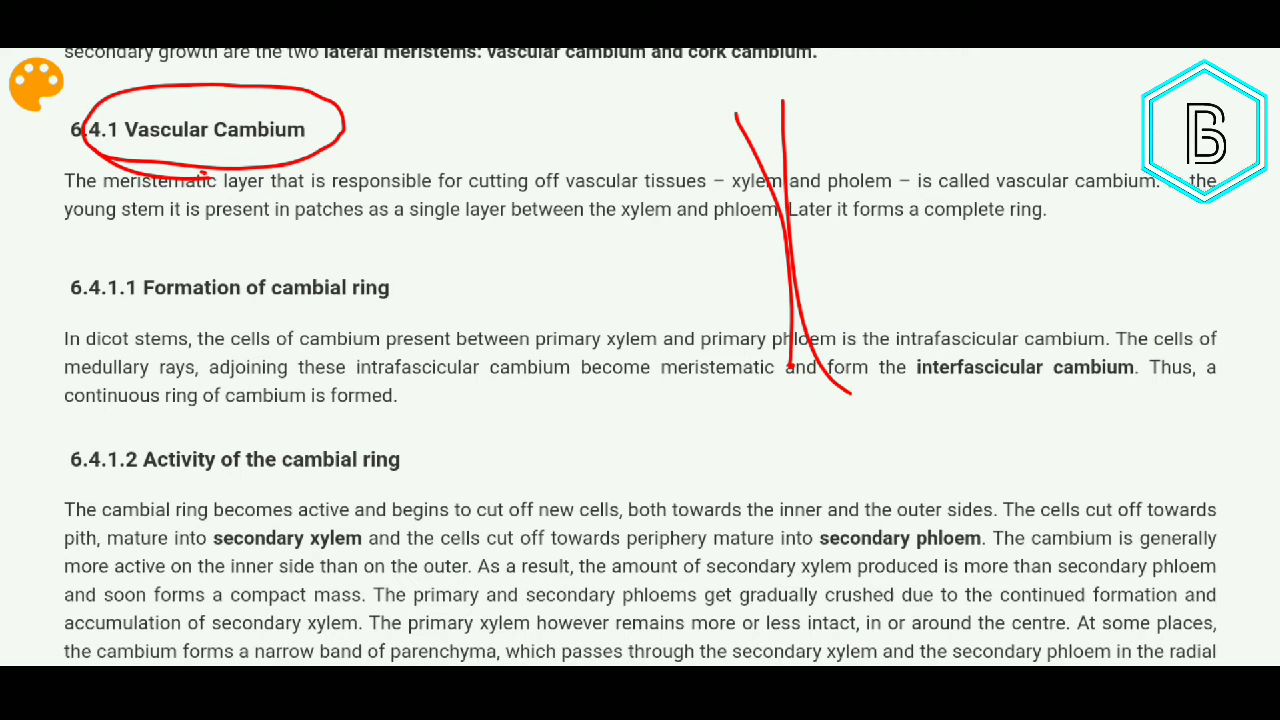 secondary growth are the two lateral meristems: vascular cambium and cork cambium.
B
6.4.1 Vascular Cambium
The meristematic layer that is responsible for cutting off vascular tissues – xylem and pholem – is called vascular cambium. the
young stem it is present in patches as a single layer between the xylem and phloem. Later it forms a complete ring.
6.4.1.1 Formation of cambial ring
In dicot stems, the cells of cambium present between primary xylem and primary phloem is the intrafascicular cambium. The cells of
medullary rays, adjoining these intrafascicular cambium become meristematic and form the interfascicular cambium. Thus, a
continuous ring of cambium is formed.
6.4.1.2 Activity of the cambial ring
The cambial ring becomes active and begins to cut off new cells, both towards the inner and the outer sides. The cells cut off towards
pith, mature into secondary xylem and the cells cut off towards periphery mature into secondary phloem. The cambium is generally
more active on the inner side than on the outer. As a result, the amount of secondary xylem produced is more than secondary phloem
and soon forms a compact mass. The primary and secondary phloems get gradually crushed due to the continued formation and
accumulation of secondary xylem. The primary xylem however remains more or less intact, in or around the centre. At some places,
the cambium forms a narrow band of parenchyma, which passes through the secondary xylem and the secondary phloem in the radial